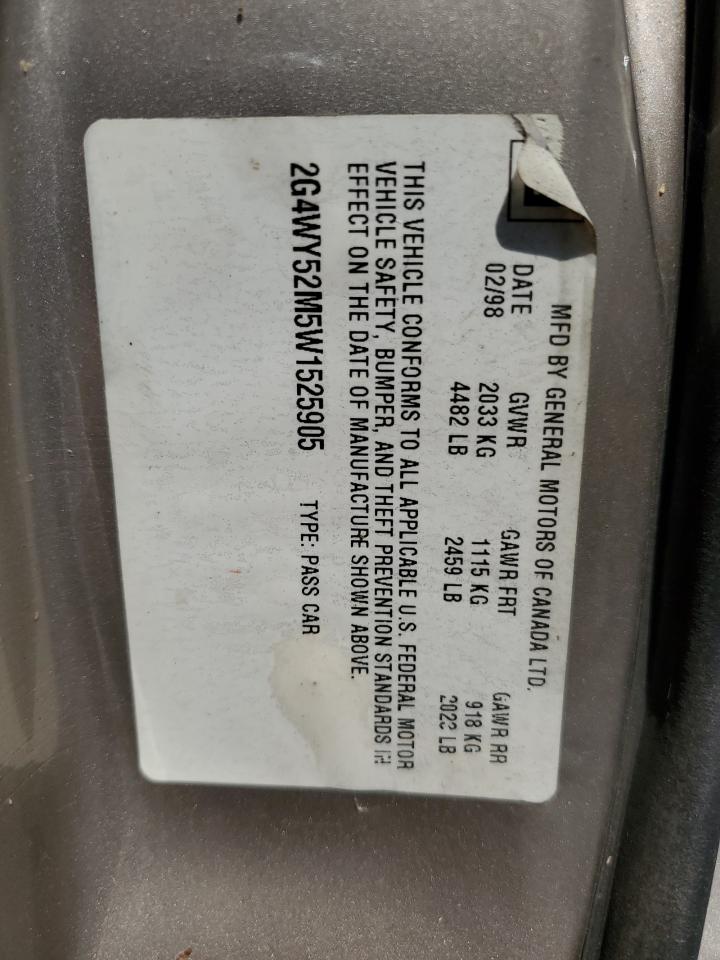 MFD BY GENERAL MOTORS OF CANADA LTD.
DATE GVWR GAWR FRT GAWR RR
02/98 2033 KG 1115 KG 918 KG
4482 LB 2459 LB 2023 LB
THIS VEHICLE CONFORMS TO ALL APPLICABLE U.S. FEDERAL MOTOR
VEHICLE SAFETY, BUMPER, AND THEFT PREVENTION STANDARDS IN
EFFECT ON THE DATE OF MANUFACTURE SHOWN ABOVE.
2G4WY52M5W1525905 TYPE: PASS CAR